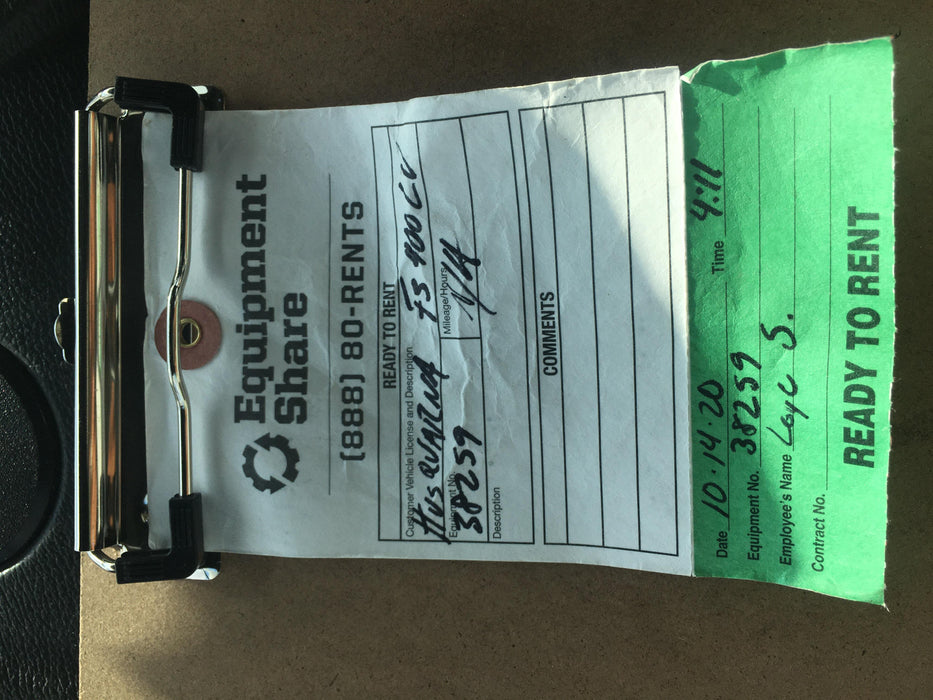 Equipment
Share
(888) 80-RENTS
READY TO RENT
Customer Vehicle License and Description
HUSQVARNA FS 400 LV
Equipment No.
Mileage/Hours
38259
N/A
Description
COMMENTS
Date 10·14·20 Time 4:11
Equipment No. 38259
Employee's Name S.
Contract No.
READY TO RENT